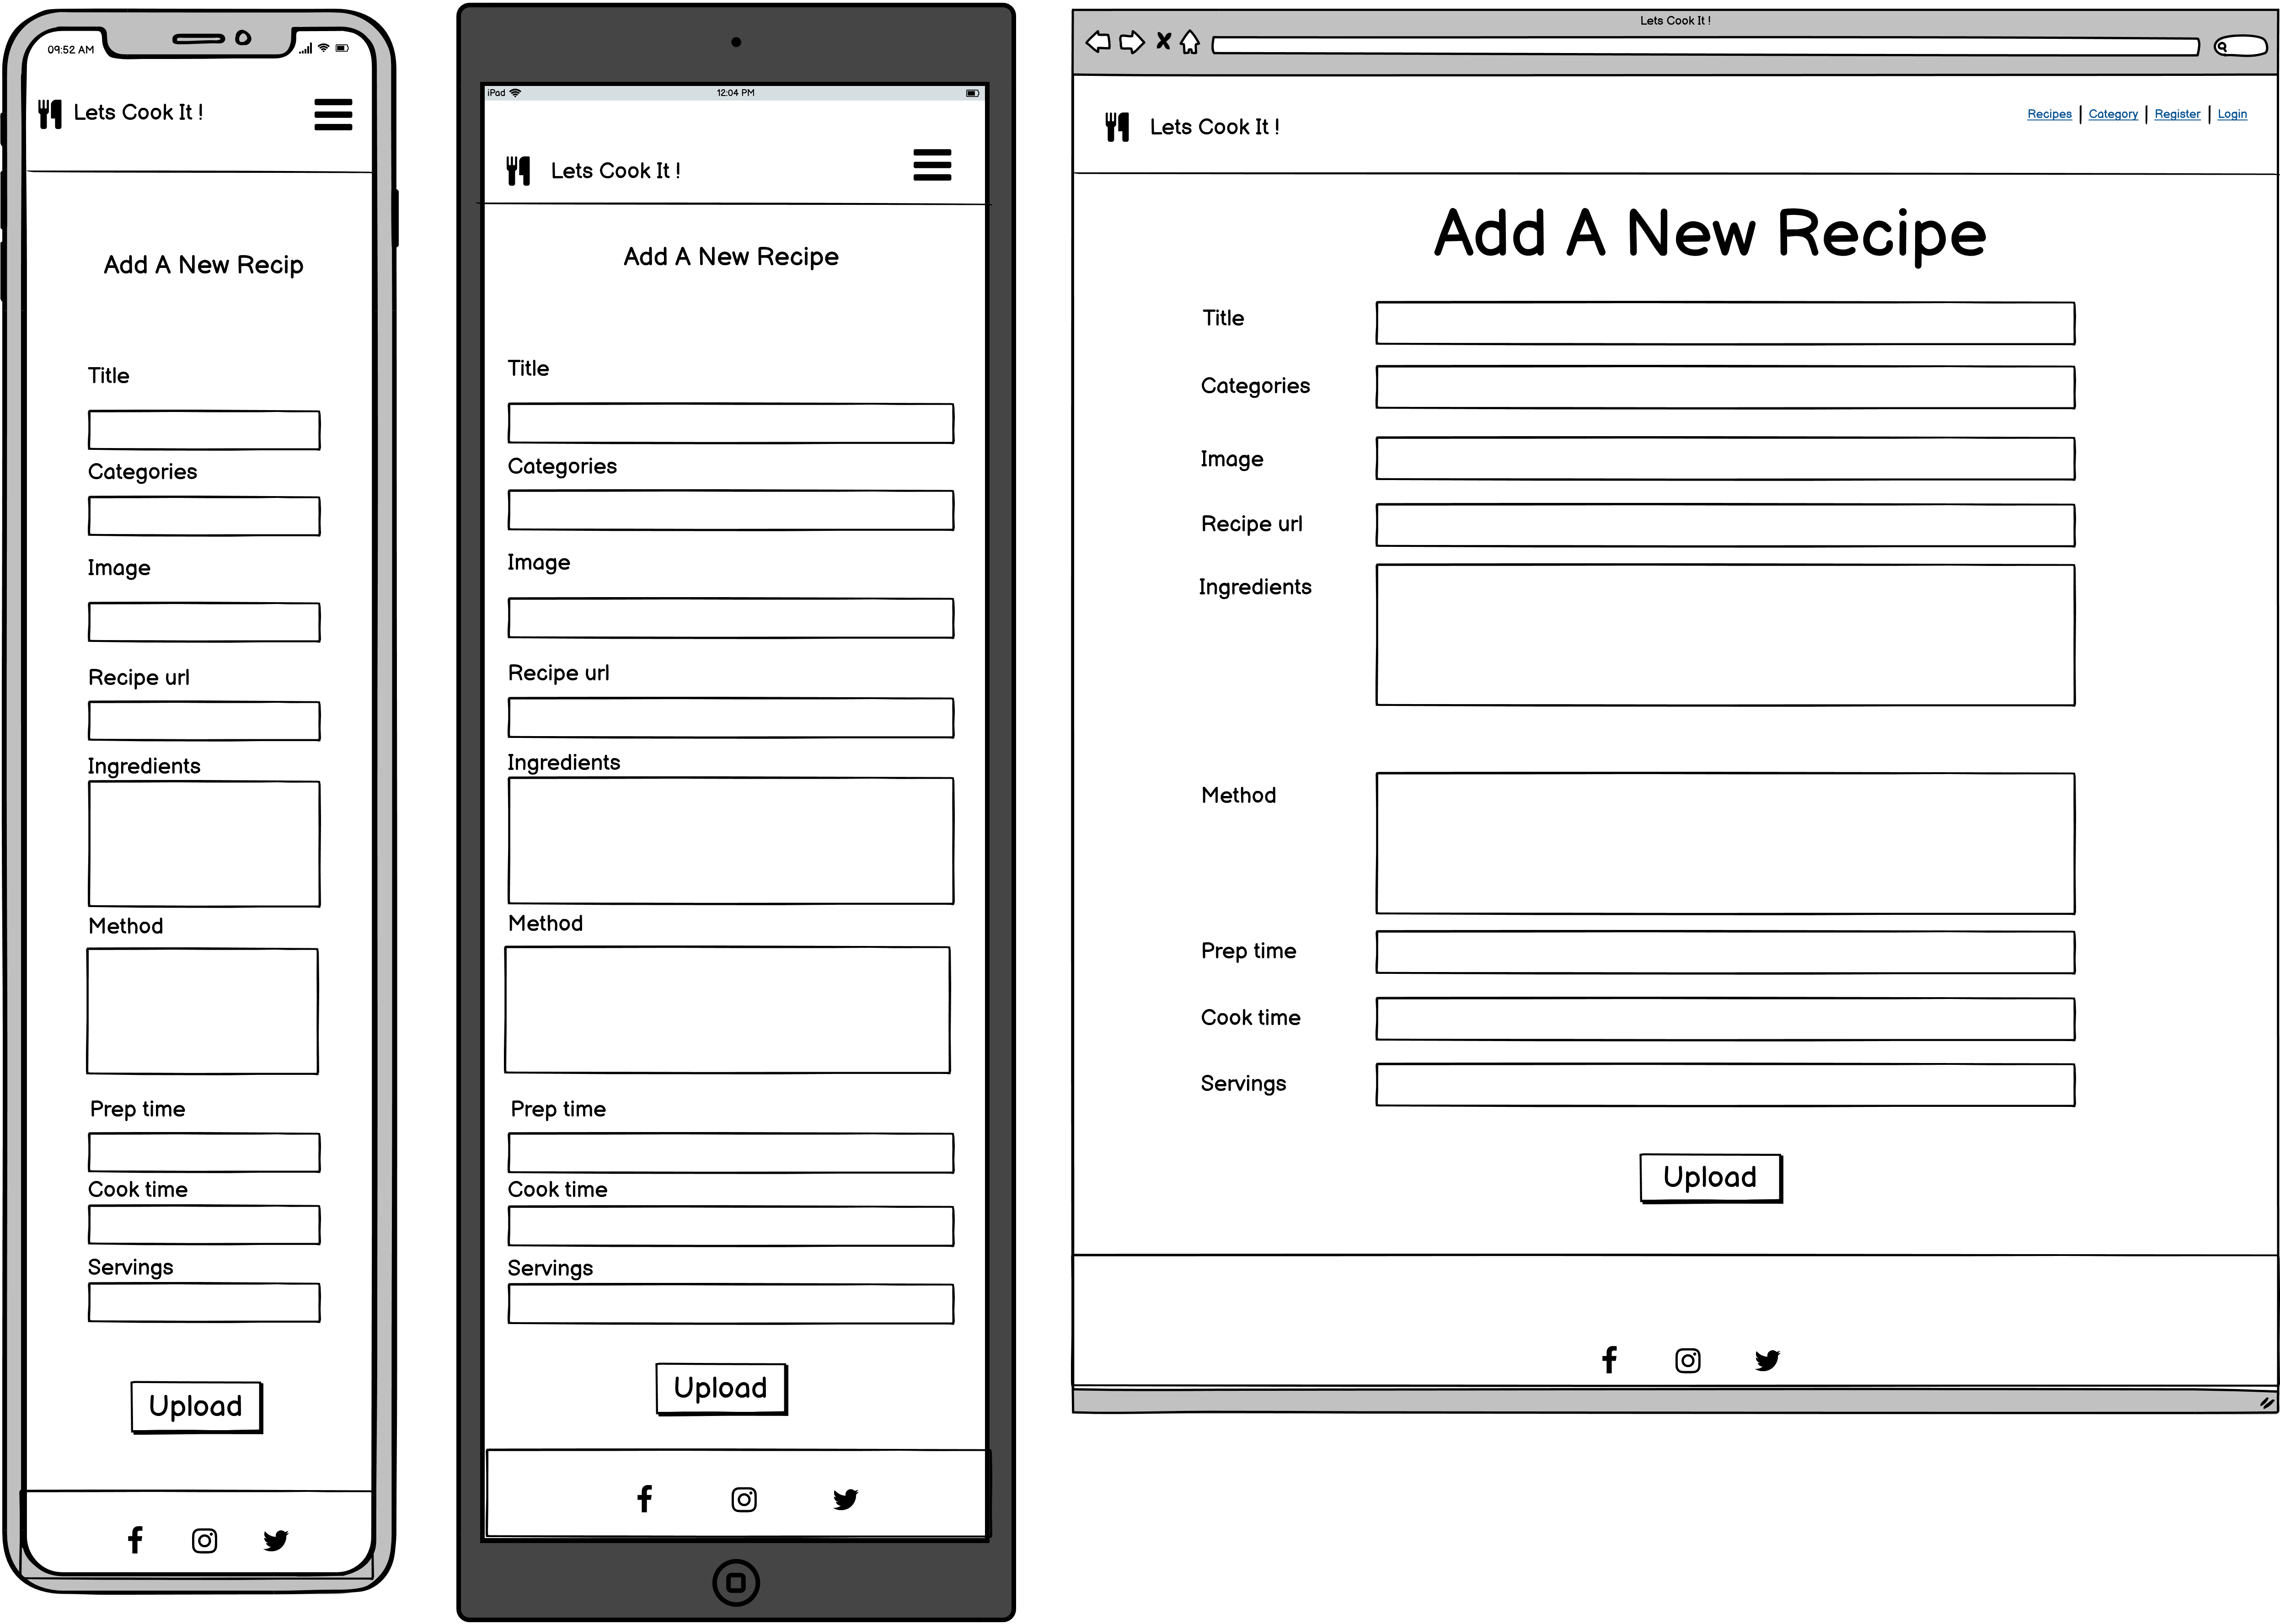 09:52 AM
Lets Cook It !
Add A New Recip
Title
Categories
Image
Recipe url
Ingredients
Method
Prep time
Cook time
Servings
Upload
iPad
12:04 PM
Lets Cook It !
Add A New Recipe
Title
Categories
Image
Recipe url
Ingredients
Method
Prep time
Cook time
Servings
Upload
Lets Cook It !
Lets Cook It !
Recipes | Category | Register | Login
Add A New Recipe
Title
Categories
Image
Recipe url
Ingredients
Method
Prep time
Cook time
Servings
Upload